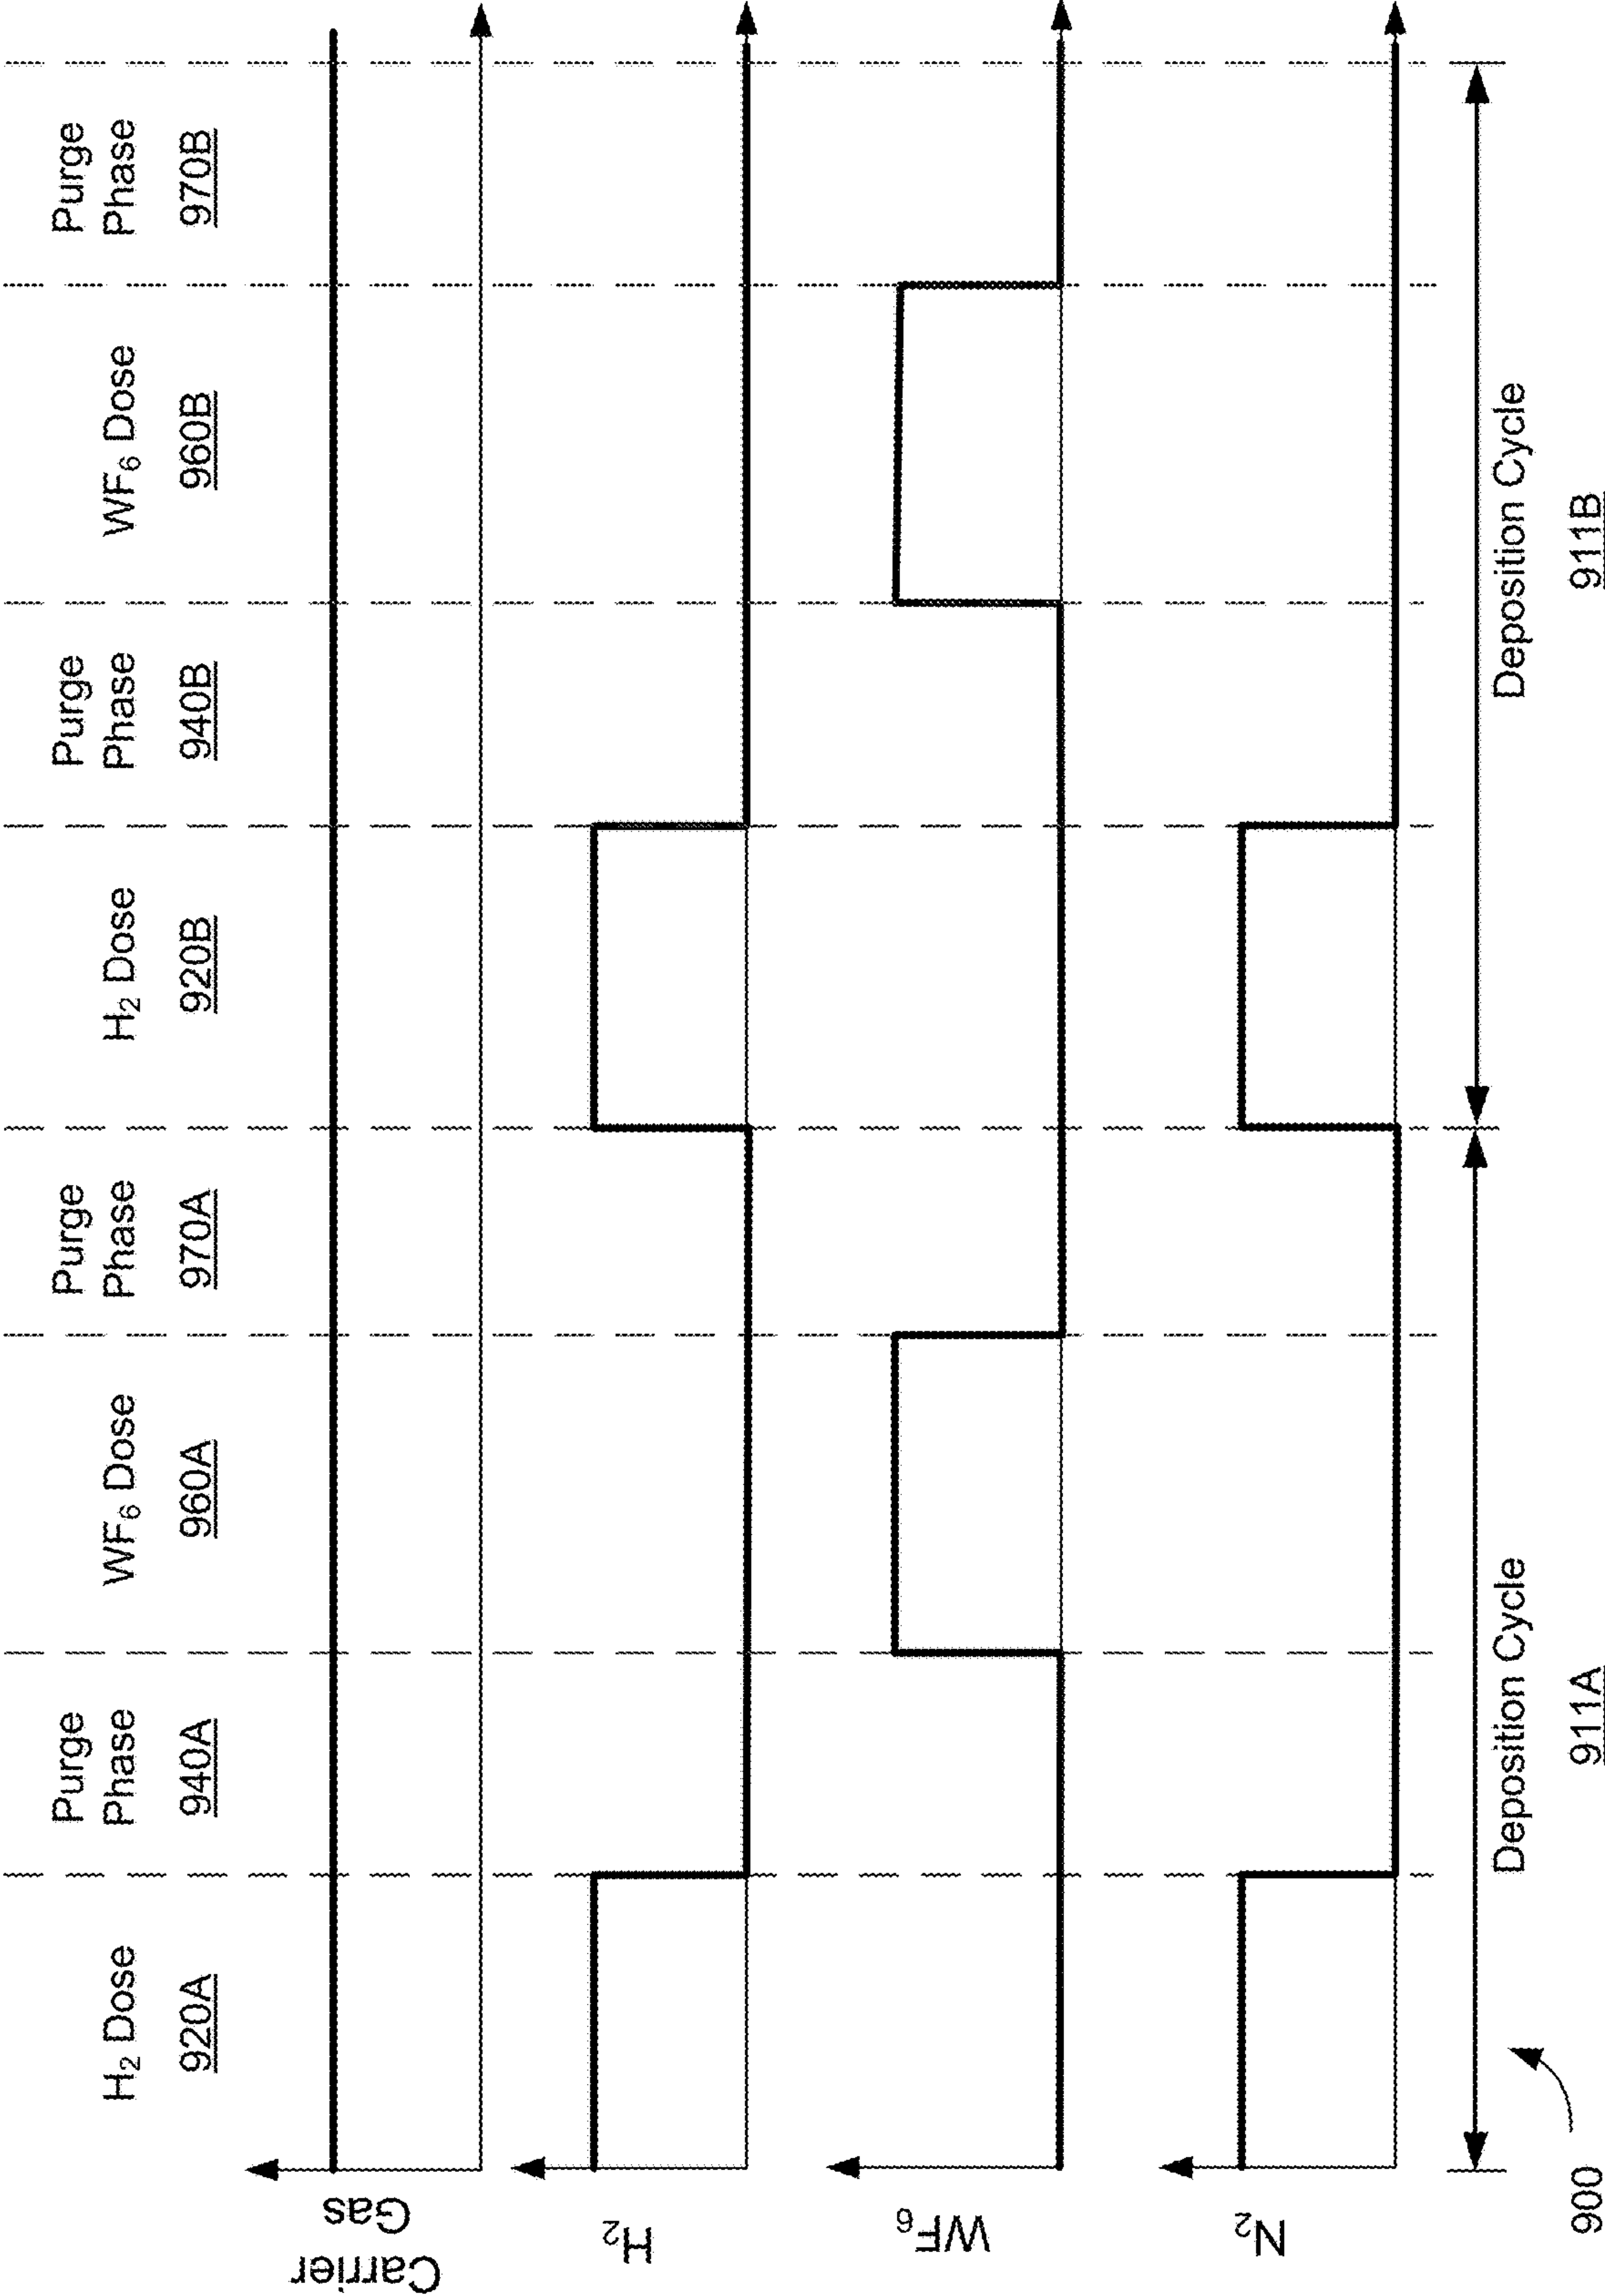 H2 Dose
920A
Purge
Phase
940A
WF6 Dose
960A
Purge
Phase
970A
H2 Dose
920B
Purge
Phase
940B
WF6 Dose
960B
Purge
Phase
970B
Carrier
Gas
H2
WF6
N2
Deposition Cycle
911A
Deposition Cycle
911B
900